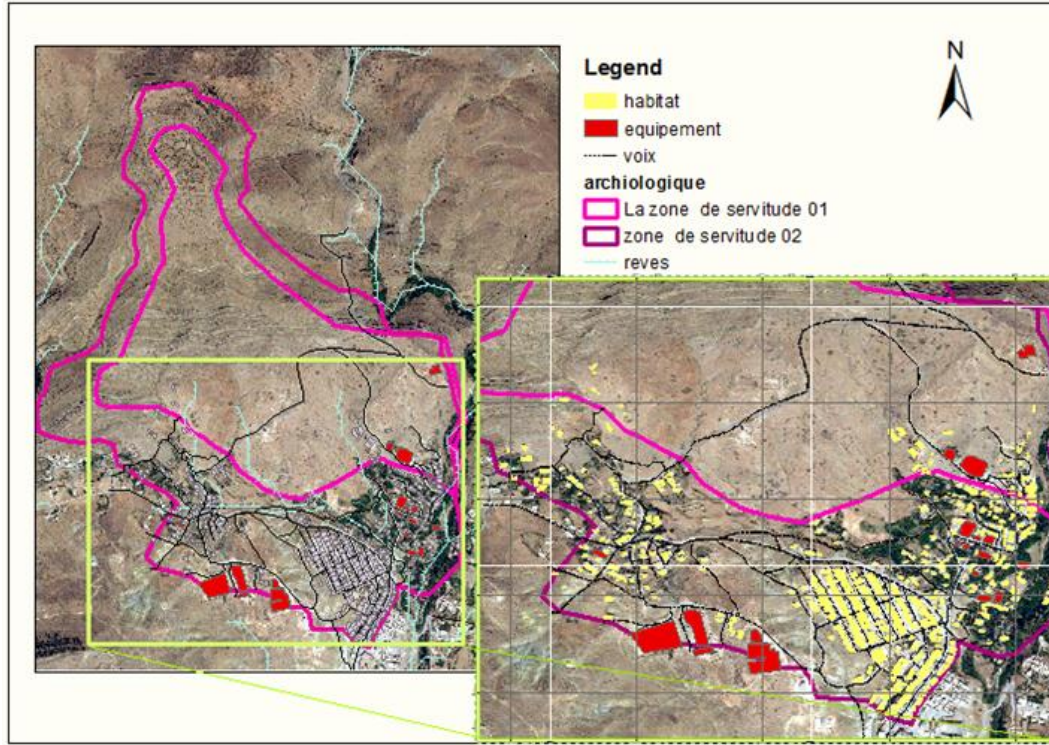 N
Legend
habitat
equipement
voix
archiologique
La zone de servitude 01
zone de servitude 02
reves